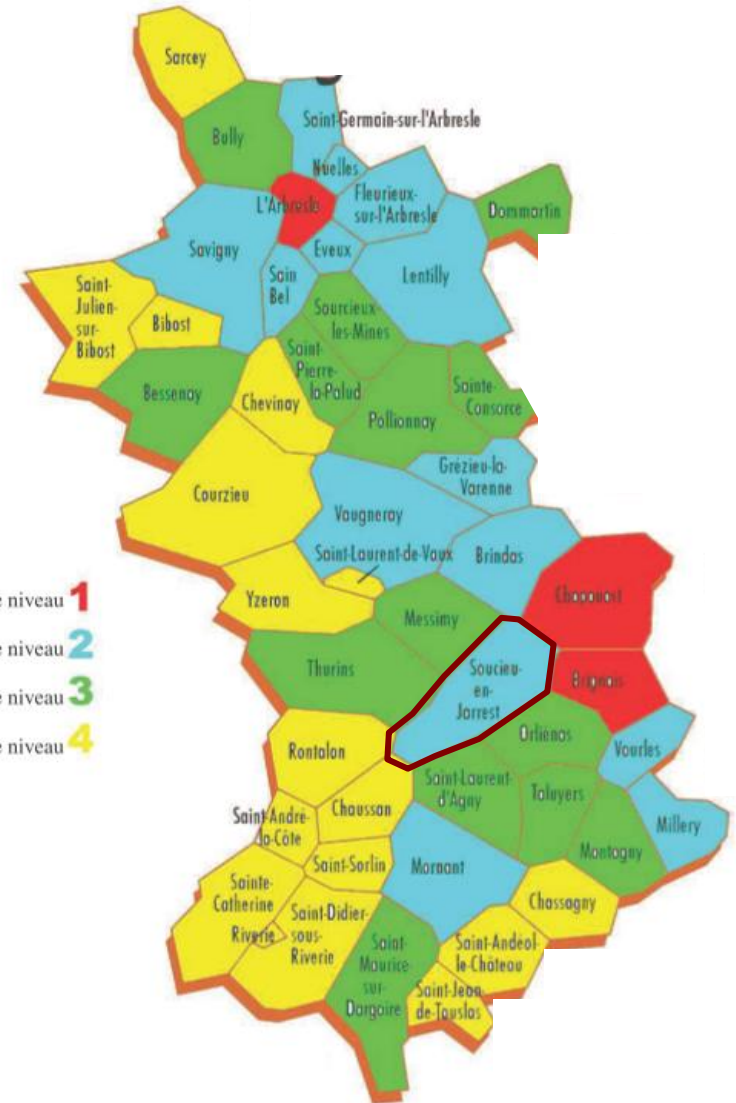 Sarcey
Bully
Saint-Germain-sur-l'Arbresle
Nuelles
L'Arbresle
Fleurieux-
sur-l'Arbresle
Dommartin
Savigny
Eveux
Sain
Bel
Lentilly
Saint-
Julien-
sur-
Bibost
Bibost
Sourcieux-
les-Mines
Saint-
Pierre-
la-Palud
Bessenay
Chevinay
Sainte-
Consorce
Pollionnay
Grézieu-la-
Varenne
Courzieu
Vaugneray
Saint-Laurent-de-Vaux
Brindas
Yzeron
Chaponost
Messimy
Thurins
Soucieu-
en-
Jarrest
Brignais
e niveau 1
e niveau 2
e niveau 3
e niveau 4
Rontalon
Orliénas
Vourles
Saint-Laurent-
d'Agny
Taluyers
Chaussan
Saint-André-
la-Côte
Millery
Montagny
Saint-Sorlin
Mornant
Sainte-
Catherine
Chassagny
Riverie
Saint-Didier-
sous-
Riverie
Saint-
Maurice-
sur-
Dargoire
Saint-Andéol-
le-Château
Saint-Jean-
de-Touslas